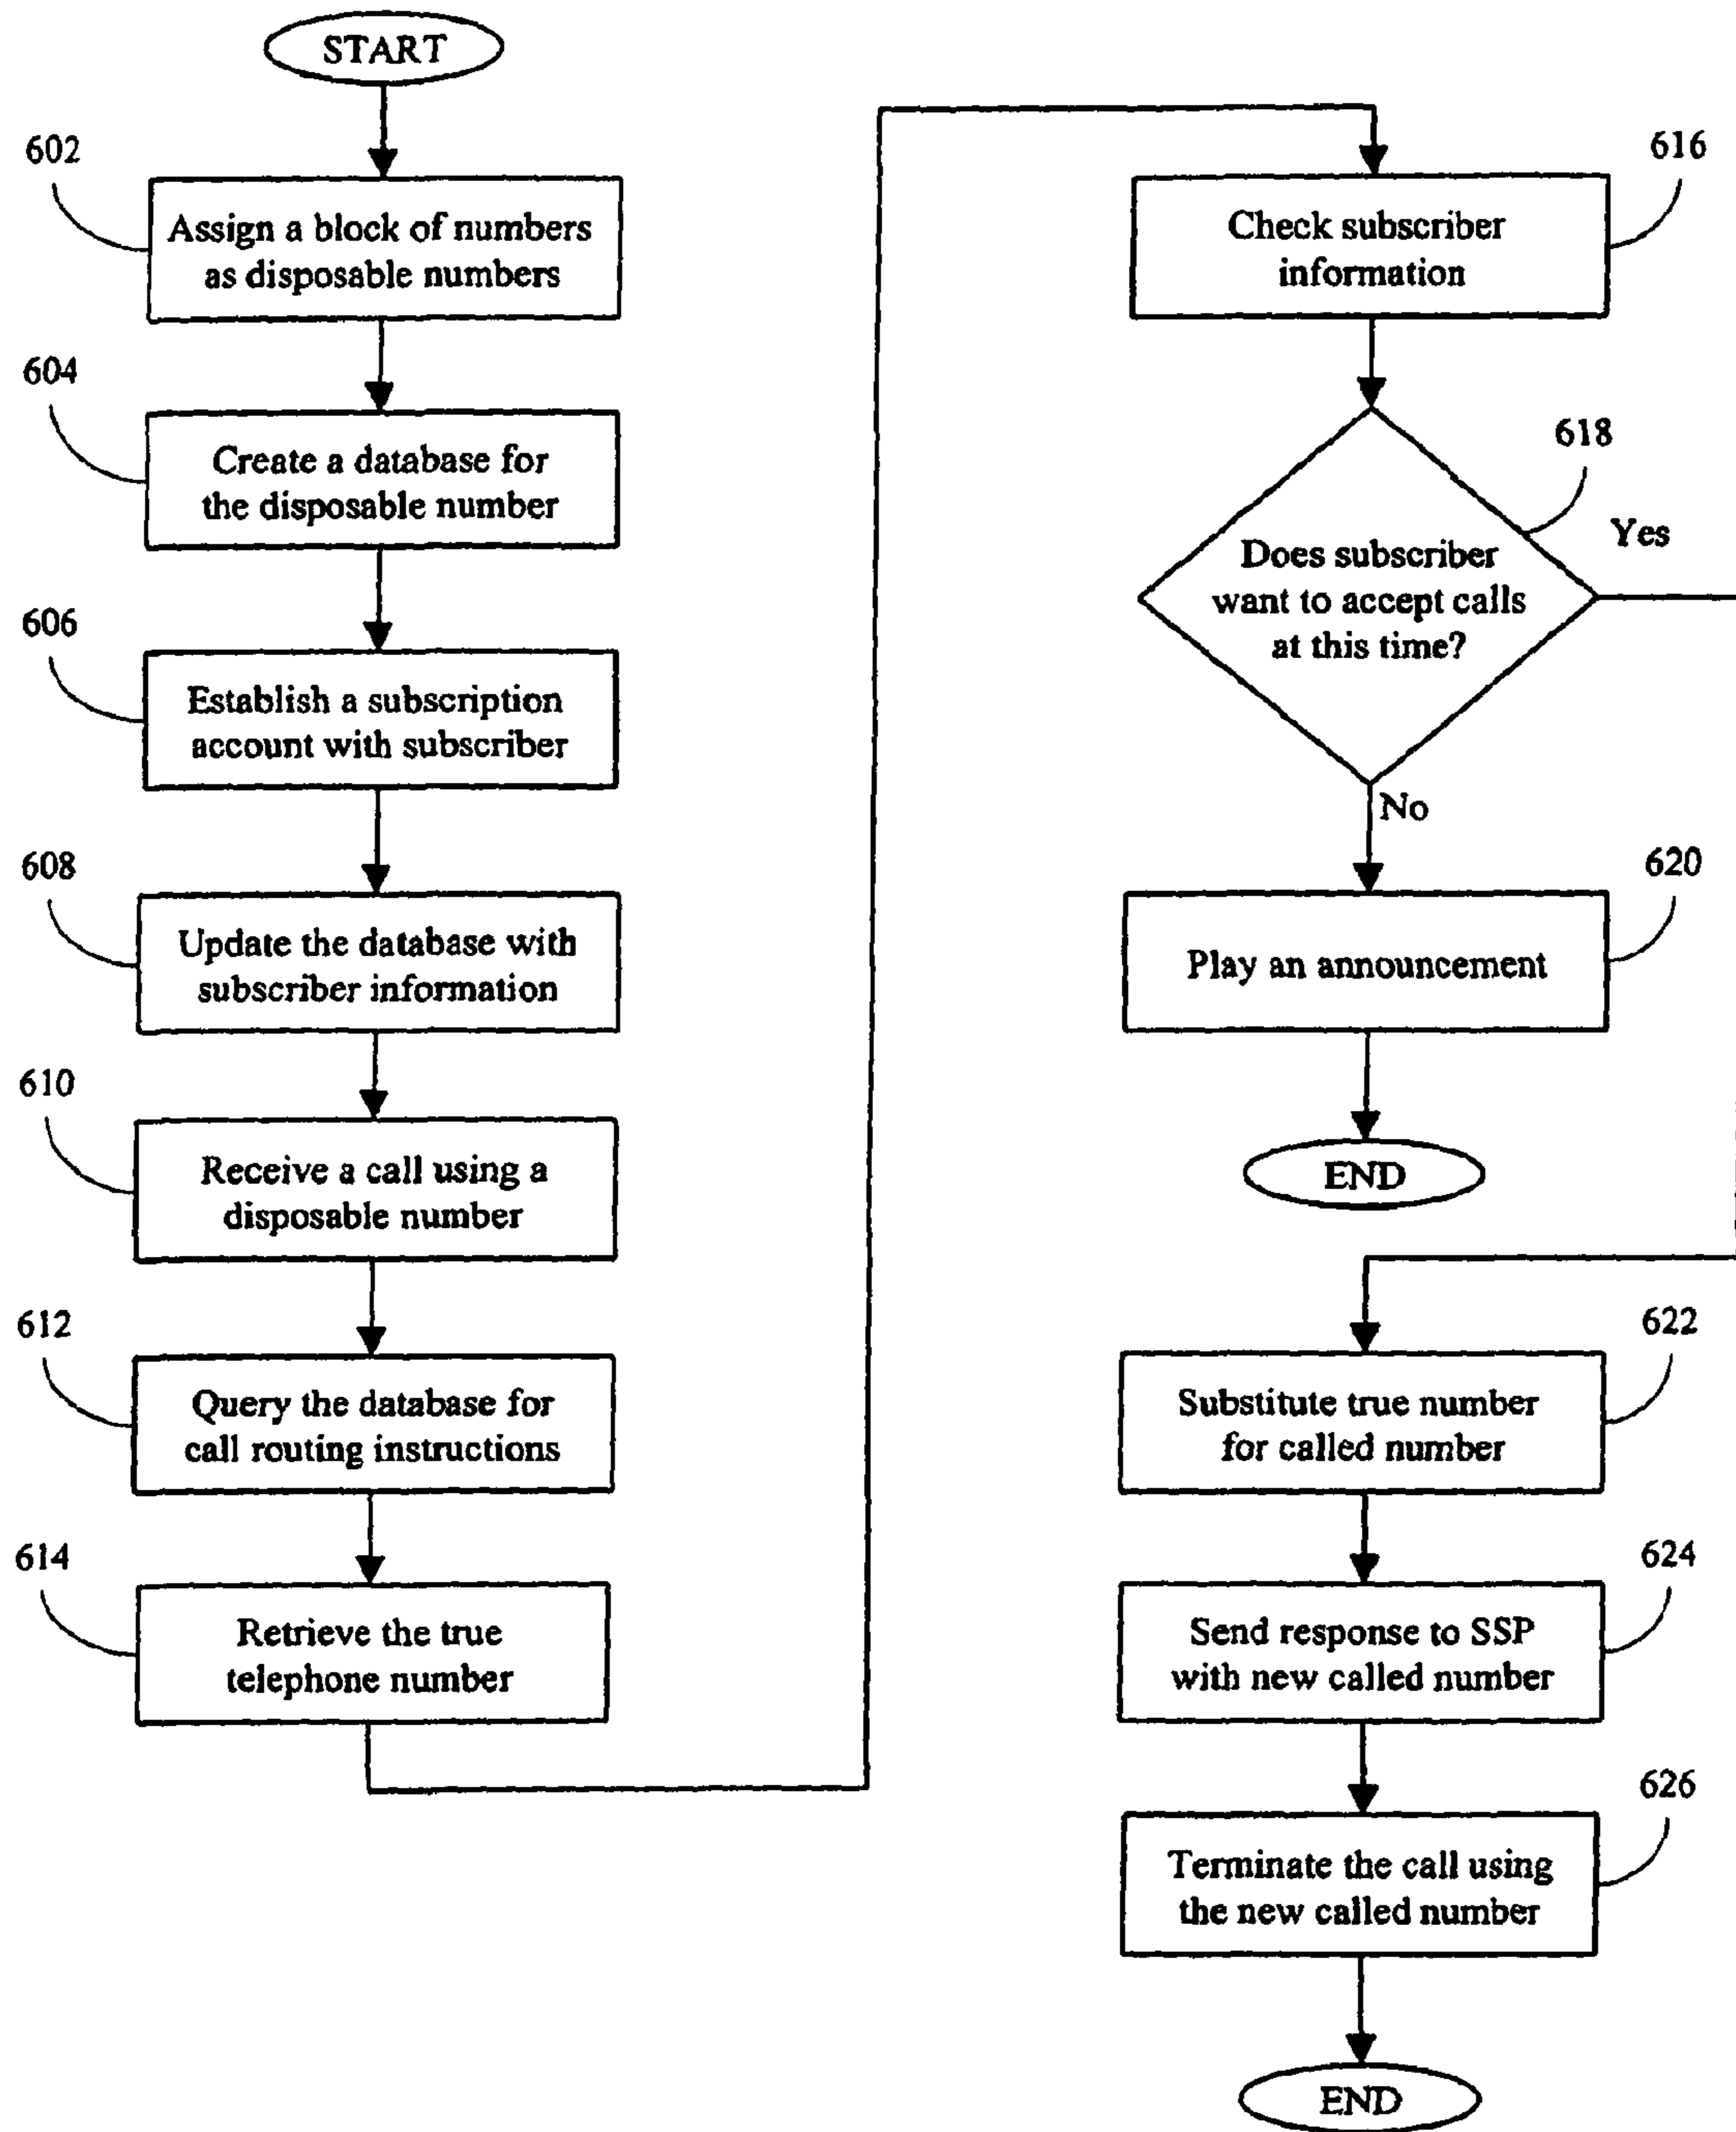 START
602
Assign a block of numbers
as disposable numbers
604
Create a database for
the disposable number
606
Establish a subscription
account with subscriber
608
Update the database with
subscriber information
610
Receive a call using a
disposable number
612
Query the database for
call routing instructions
614
Retrieve the true
telephone number
616
Check subscriber
information
618
Does subscriber
want to accept calls
at this time?
Yes
No
620
Play an announcement
END
622
Substitute true number
for called number
624
Send response to SSP
with new called number
626
Terminate the call using
the new called number
END